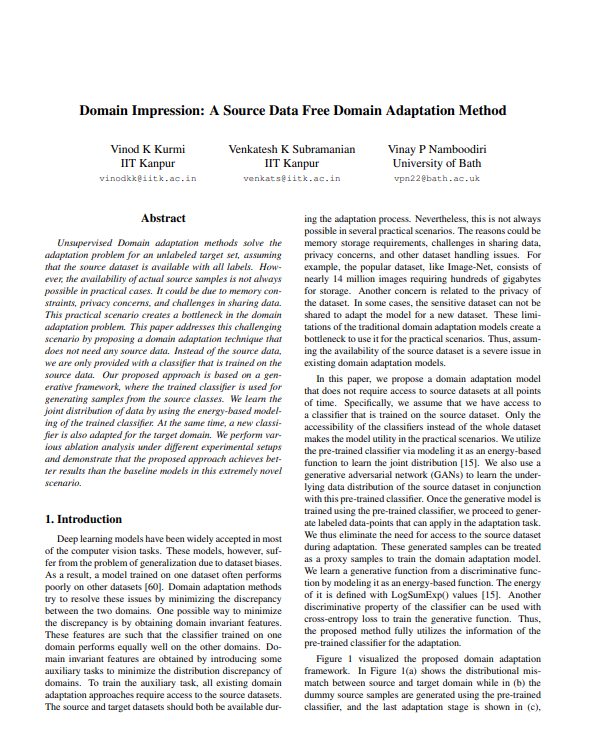 Domain Impression: A Source Data Free Domain Adaptation Method
Vinod K Kurmi
IIT Kanpur
vinodkk@iitk.ac.in
Venkatesh K Subramanian
IIT Kanpur
venkats@iitk.ac.in
Vinay P Namboodiri
University of Bath
vpn22@bath.ac.uk
Abstract
Unsupervised Domain adaptation methods solve the
adaptation problem for an unlabeled target set, assuming
that the source dataset is available with all labels. How-
ever, the availability of actual source samples is not always
possible in practical cases. It could be due to memory con-
straints, privacy concerns, and challenges in sharing data.
This practical scenario creates a bottleneck in the domain
adaptation problem. This paper addresses this challenging
scenario by proposing a domain adaptation technique that
does not need any source data. Instead of the source data,
we are only provided with a classifier that is trained on the
source data. Our proposed approach is based on a gen-
erative framework, where the trained classifier is used for
generating samples from the source classes. We learn the
joint distribution of data by using the energy-based model-
ing of the trained classifier. At the same time, a new classi-
fier is also adapted for the target domain. We perform var-
ious ablation analysis under different experimental setups
and demonstrate that the proposed approach achieves bet-
ter results than the baseline models in this extremely novel
scenario.
1. Introduction
Deep learning models have been widely accepted in most
of the computer vision tasks. These models, however, suf-
fer from the problem of generalization due to dataset biases.
As a result, a model trained on one dataset often performs
poorly on other datasets [60]. Domain adaptation methods
try to resolve these issues by minimizing the discrepancy
between the two domains. One possible way to minimize
the discrepancy is by obtaining domain invariant features.
These features are such that the classifier trained on one
domain performs equally well on the other domains. Do-
main invariant features are obtained by introducing some
auxiliary tasks to minimize the distribution discrepancy of
domains. To train the auxiliary task, all existing domain
adaptation approaches require access to the source datasets.
The source and target datasets should both be available dur-
ing the adaptation process. Nevertheless, this is not always
possible in several practical scenarios. The reasons could be
memory storage requirements, challenges in sharing data,
privacy concerns, and other dataset handling issues. For
example, the popular dataset, like Image-Net, consists of
nearly 14 million images requiring hundreds of gigabytes
for storage. Another concern is related to the privacy of
the dataset. In some cases, the sensitive dataset can not be
shared to adapt the model for a new dataset. These limi-
tations of the traditional domain adaptation models create a
bottleneck to use it for the practical scenarios. Thus, assum-
ing the availability of the source dataset is a severe issue in
existing domain adaptation models.
In this paper, we propose a domain adaptation model
that does not require access to source datasets at all points
of time. Specifically, we assume that we have access to
a classifier that is trained on the source dataset. Only the
accessibility of the classifiers instead of the whole dataset
makes the model utility in the practical scenarios. We utilize
the pre-trained classifier via modeling it as an energy-based
function to learn the joint distribution [15]. We also use a
generative adversarial network (GANs) to learn the under-
lying data distribution of the source dataset in conjunction
with this pre-trained classifier. Once the generative model is
trained using the pre-trained classifier, we proceed to gener-
ate labeled data-points that can apply in the adaptation task.
We thus eliminate the need for access to the source dataset
during adaptation. These generated samples can be treated
as a proxy samples to train the domain adaptation model.
We learn a generative function from a discriminative func-
tion by modeling it as an energy-based function. The energy
of it is defined with LogSumExp() values [15]. Another
discriminative property of the classifier can be used with
cross-entropy loss to train the generative function. Thus,
the proposed method fully utilizes the information of the
pre-trained classifier for the adaptation.
Figure 1 visualized the proposed domain adaptation
framework. In Figure 1(a) shows the distributional mis-
match between source and target domain while in (b) the
dummy source samples are generated using the pre-trained
classifier, and the last adaptation stage is shown in (c),